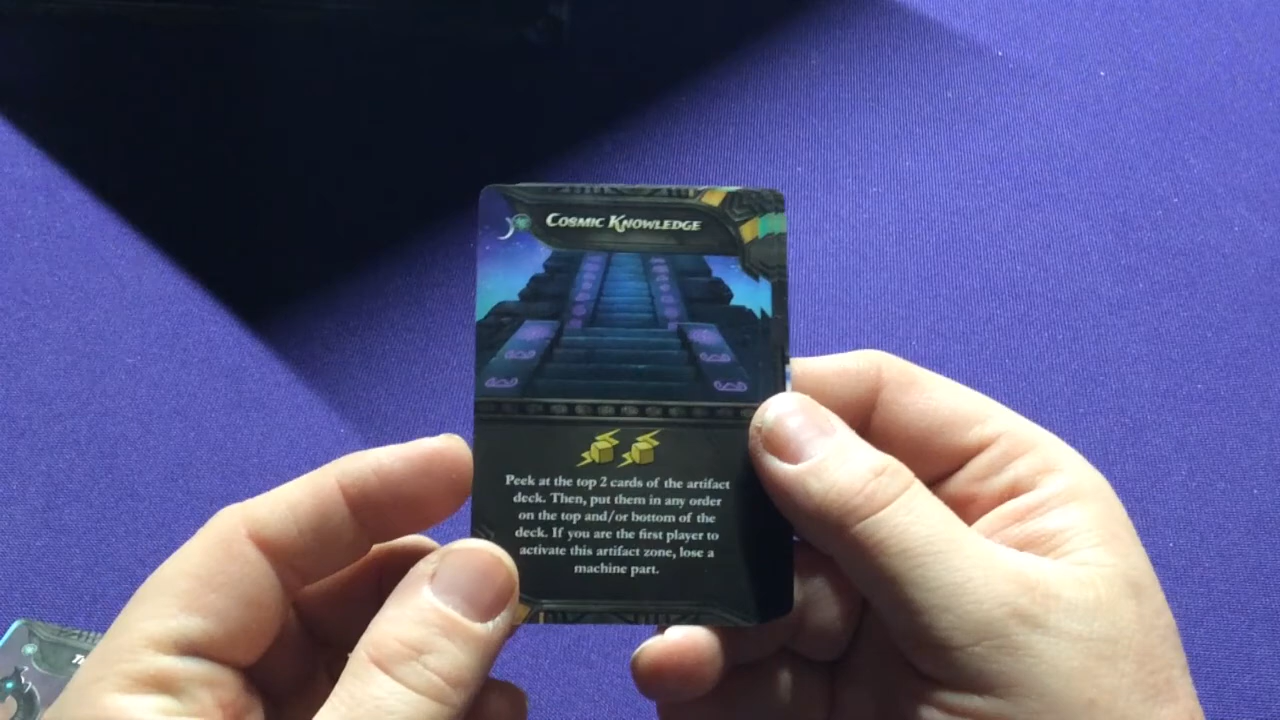 Cosmic Knowledge
Peek at the top 2 cards of the artifact
deck. Then, put them in any order
on the top and/or bottom of the
deck. If you are the first player to
activate this artifact zone, lose a
machine part.